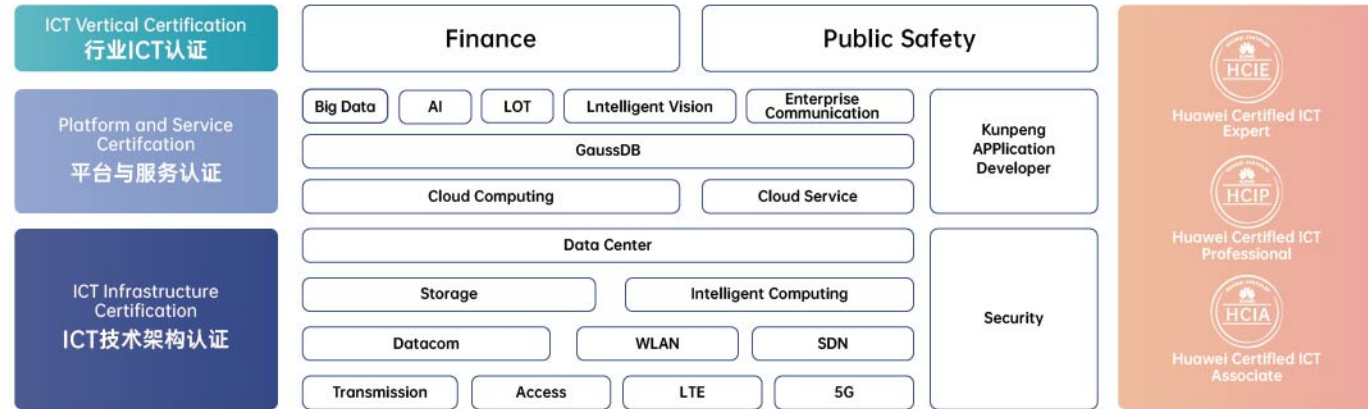 ICT Vertical Certification
行业ICT认证
Finance
Public Safety
Platform and Service
Certifcation
平台与服务认证
Big Data
AI
LOT
Lntelligent Vision
Enterprise
Communication
GaussDB
Cloud Computing
Cloud Service
Kunpeng
APPlication
Developer
ICT Infrastructure
Certification
ICT技术架构认证
Data Center
Storage
Intelligent Computing
Datacom
WLAN
SDN
Transmission
Access
LTE
5G
Security
HCIE
Huawei Certified ICT
Expert
HCIP
Huawei Certified ICT
Professional
HCIA
Huawei Certified ICT
Associate